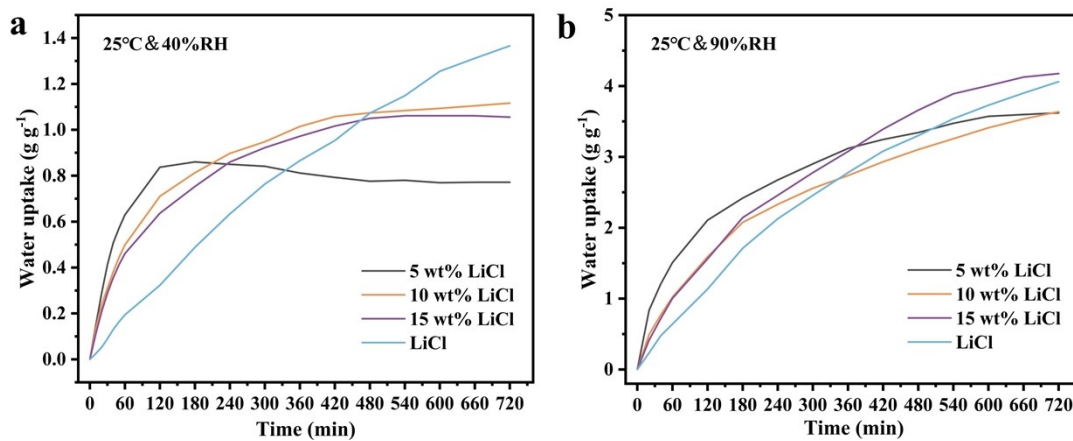 a
25℃&40%RH
Water uptake (g g⁻¹)
1.4
1.2
1.0
0.8
0.6
0.4
0.2
0.0
5 wt% LiCl
10 wt% LiCl
15 wt% LiCl
LiCl
0 60 120 180 240 300 360 420 480 540 600 660 720
Time (min)
b
25℃&90%RH
Water uptake (g g⁻¹)
5
4
3
2
1
0
5 wt% LiCl
10 wt% LiCl
15 wt% LiCl
LiCl
0 60 120 180 240 300 360 420 480 540 600 660 720
Time (min)